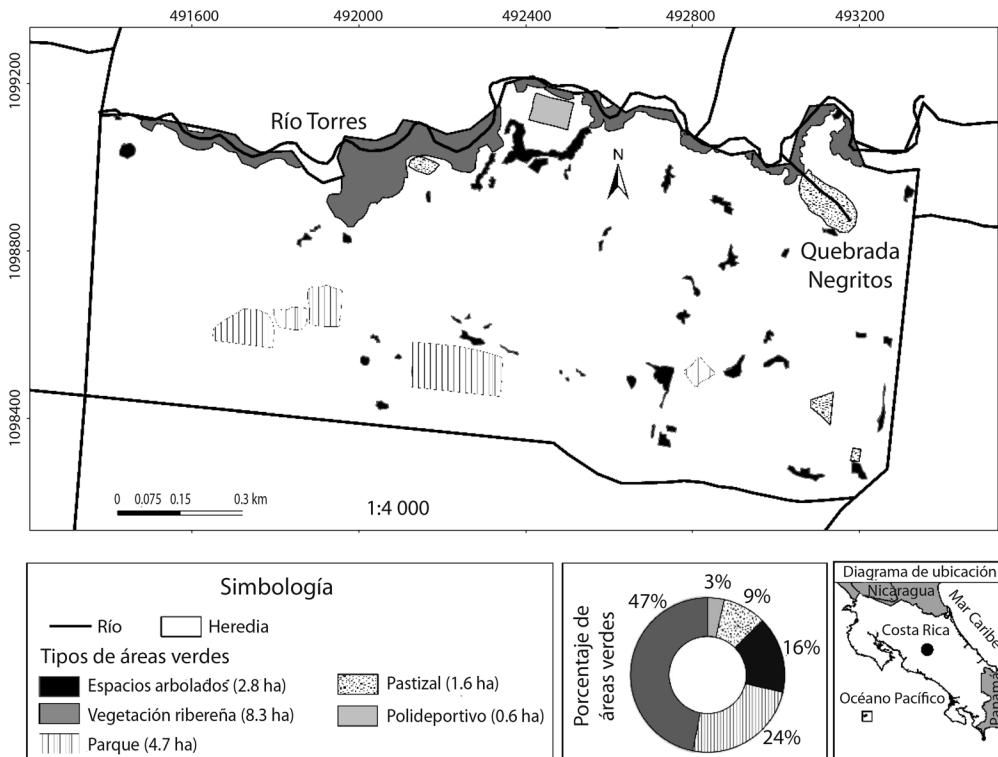 491600 492000 492400 492800 493200
1099200
1098800
1098400
Río Torres
N
Quebrada
Negritos
0 0,075 0.15 0.3 km
1:4 000
Simbología
Río Heredia
Tipos de áreas verdes
Espacios arbolados (2.8 ha)
Vegetación ribereña (8.3 ha)
Parque (4.7 ha)
Pastizal (1.6 ha)
Polideportivo (0.6 ha)
Porcentaje de
áreas verdes
3%
9%
16%
24%
47%
Diagrama de ubicación
Nicaragua
Mar Caribe
Costa Rica
Océano Pacífico
Panamá